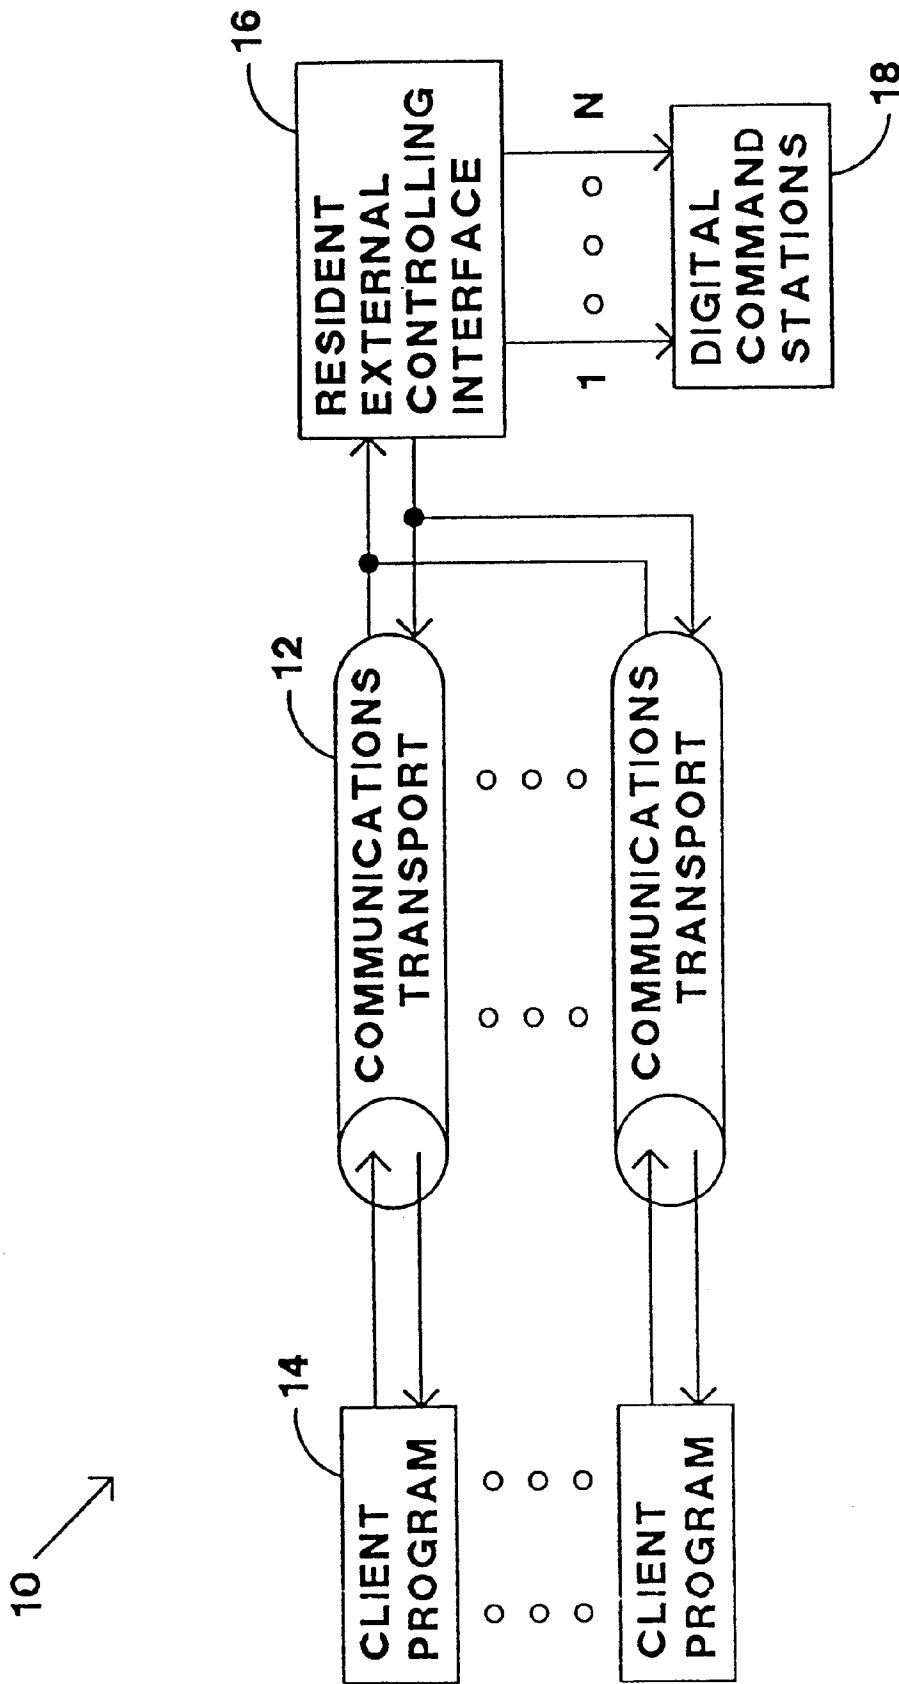 10
14
CLIENT
PROGRAM
CLIENT
PROGRAM
12
COMMUNICATIONS
TRANSPORT
COMMUNICATIONS
TRANSPORT
16
RESIDENT
EXTERNAL
CONTROLLING
INTERFACE
1
N
DIGITAL
COMMAND
STATIONS
18